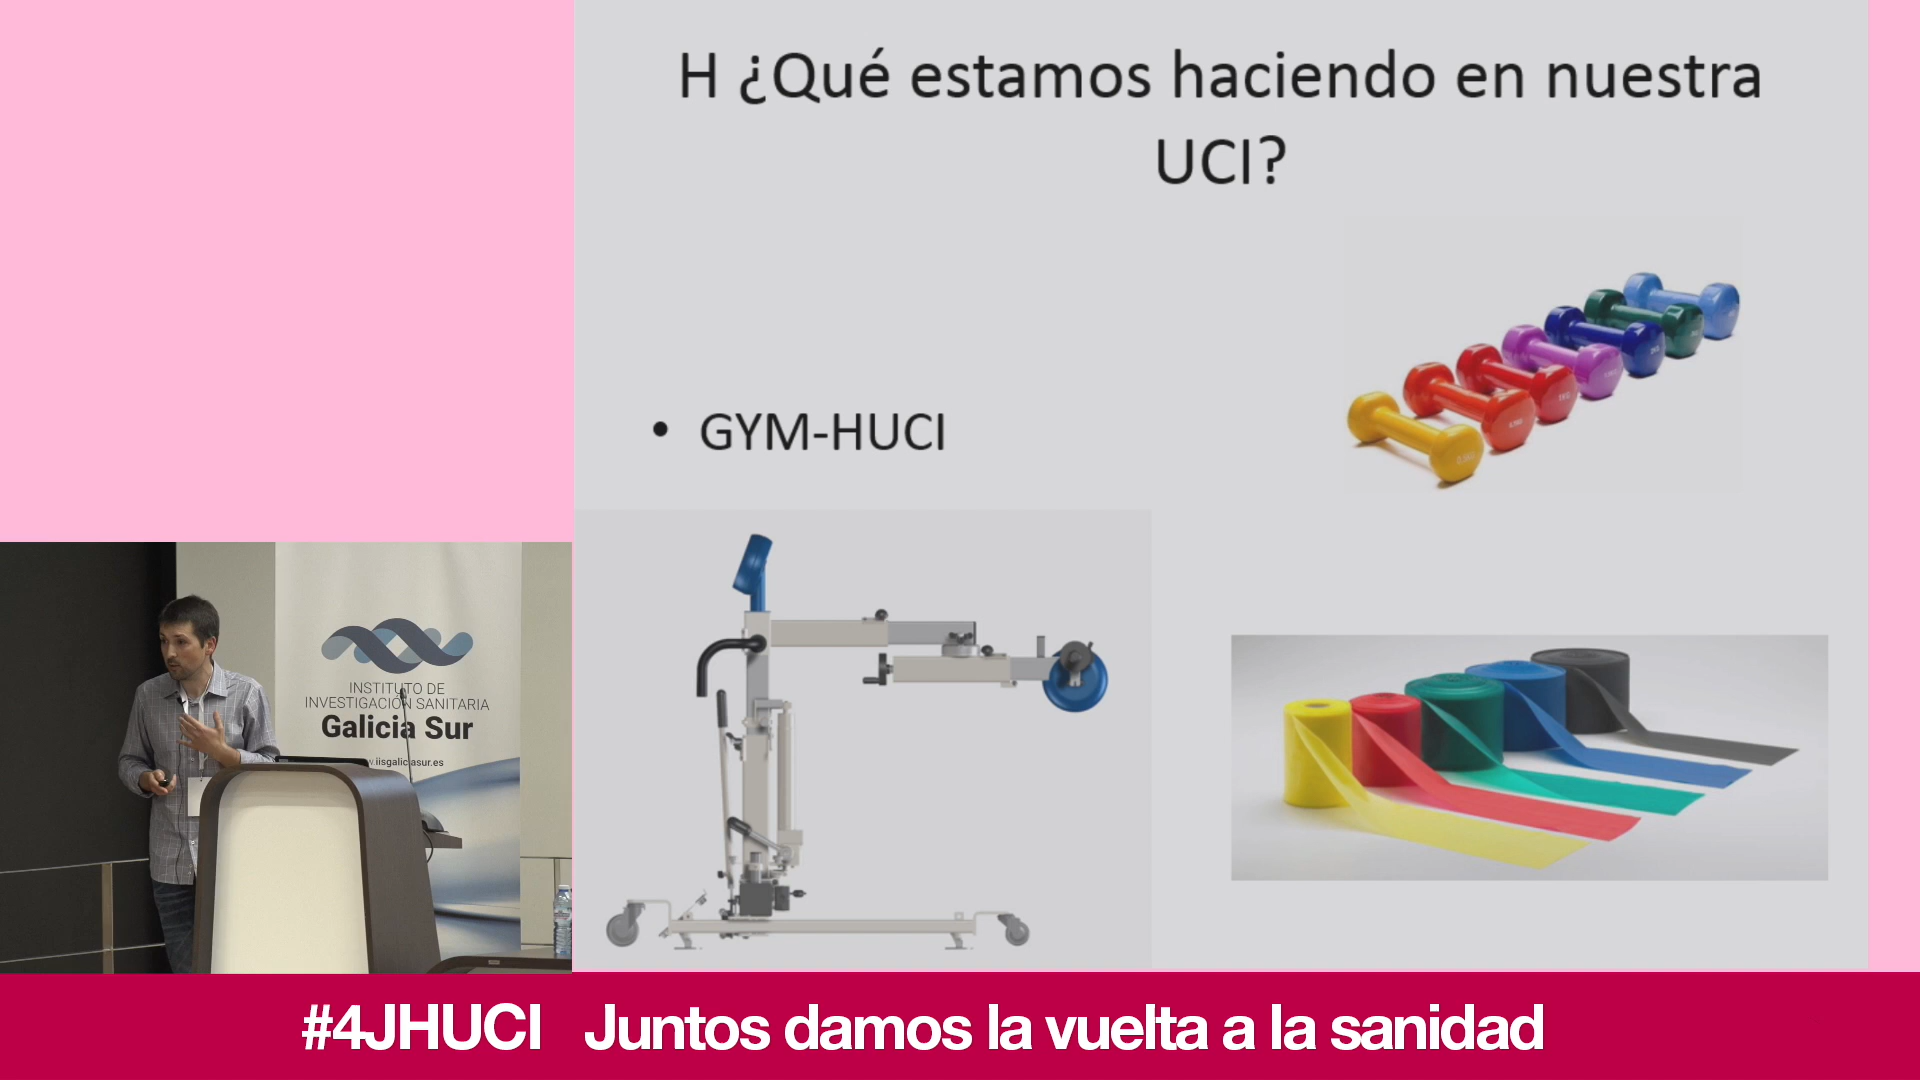 H ¿Qué estamos haciendo en nuestra
UCI?
• GYM-HUCI
INSTITUTO DE
INVESTIGACIÓN SANITARIA
Galicia Sur
.iisgaliciasur.es
#4JHUCI Juntos damos la vuelta a la sanidad